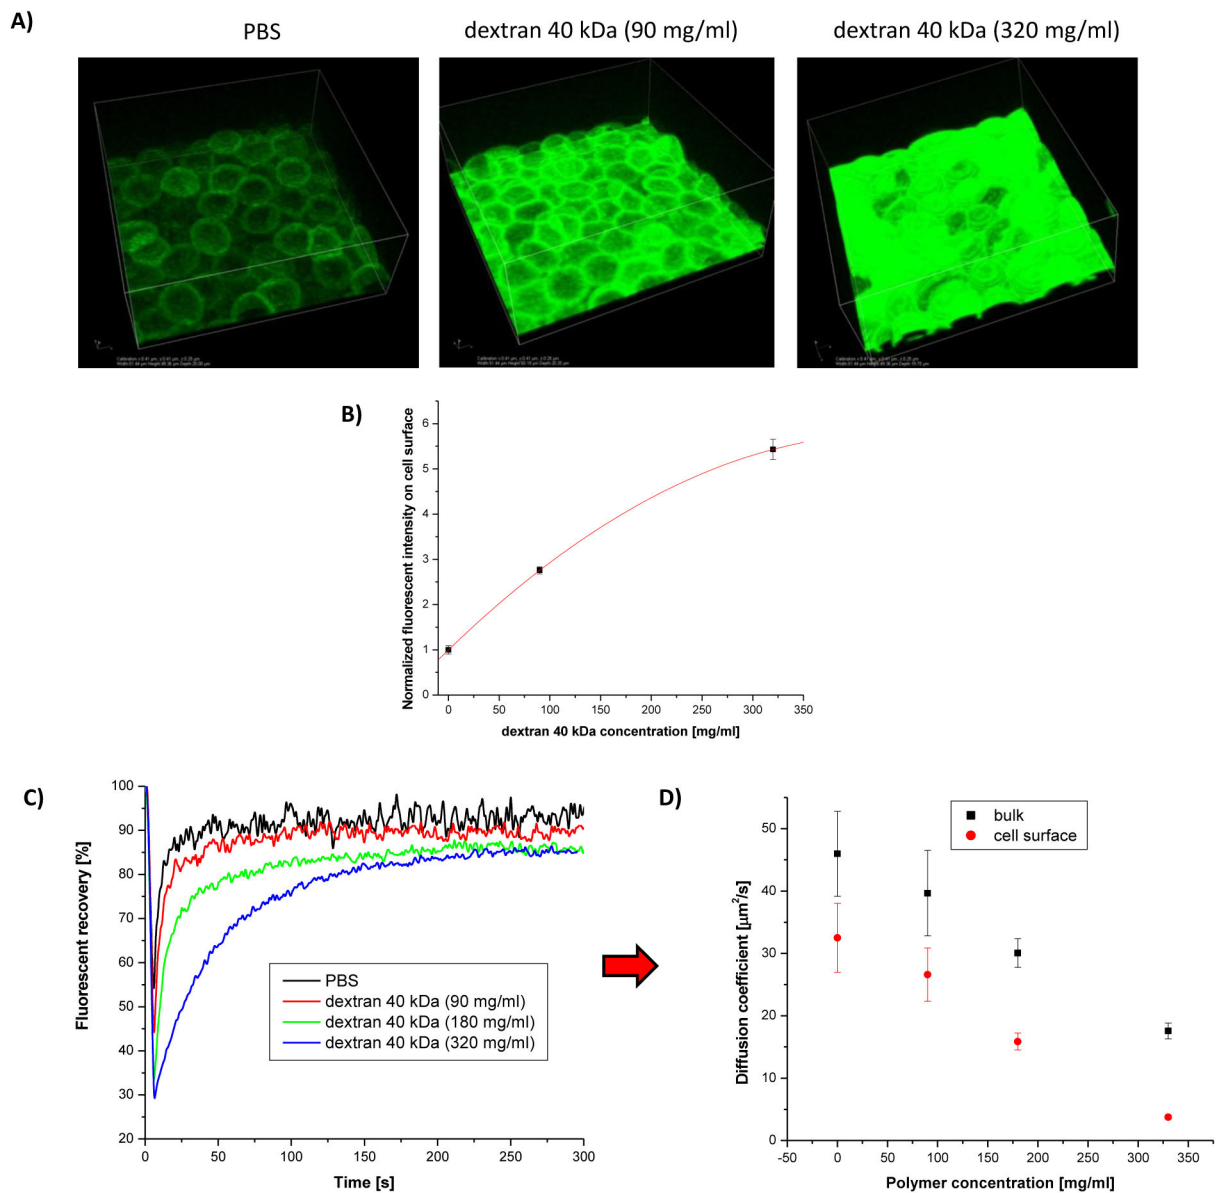 A)
PBS
dextran 40 kDa (90 mg/ml)
dextran 40 kDa (320 mg/ml)
B)
Normalized fluorescent intensity on cell surface
6
5
4
3
2
1
0
0 50 100 150 200 250 300 350
dextran 40 kDa concentration [mg/ml]
C)
Fluorescent recovery [%]
100
90
80
70
60
50
40
30
20
PBS
dextran 40 kDa (90 mg/ml)
dextran 40 kDa (180 mg/ml)
dextran 40 kDa (320 mg/ml)
0 50 100 150 200 250 300
Time [s]
D)
Diffusion coefficient [µm²/s]
50
40
30
20
10
0
bulk
cell surface
-50 0 50 100 150 200 250 300 350
Polymer concentration [mg/ml]